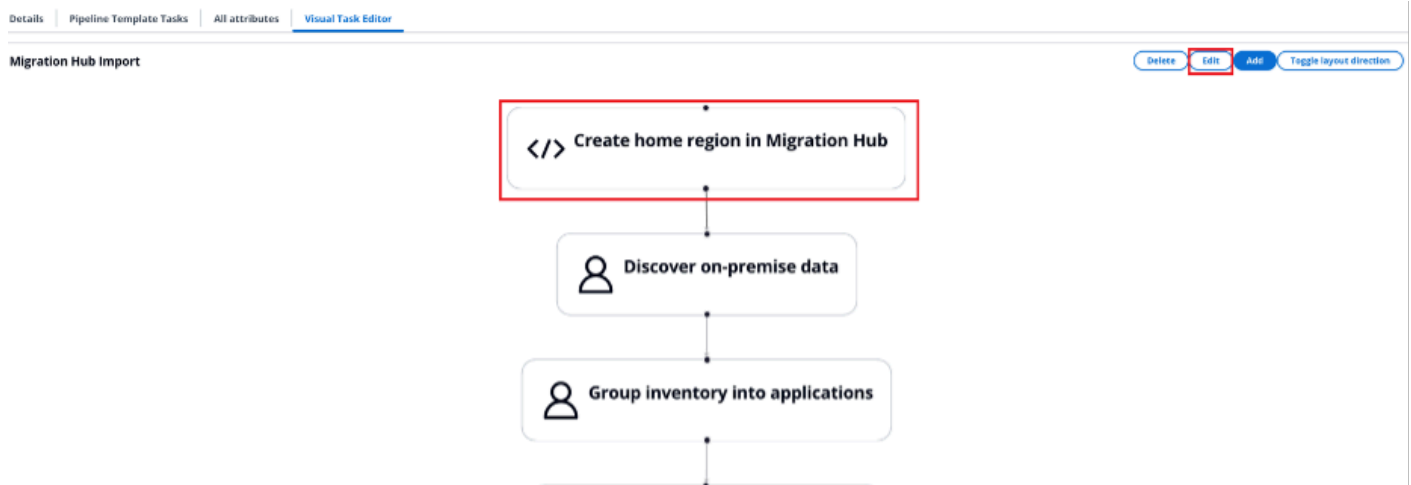 Details Pipeline Template Tasks All attributes Visual Task Editor
Migration Hub Import Delete Edit Add Toggle layout direction
</> Create home region in Migration Hub
Discover on-premise data
Group inventory into applications